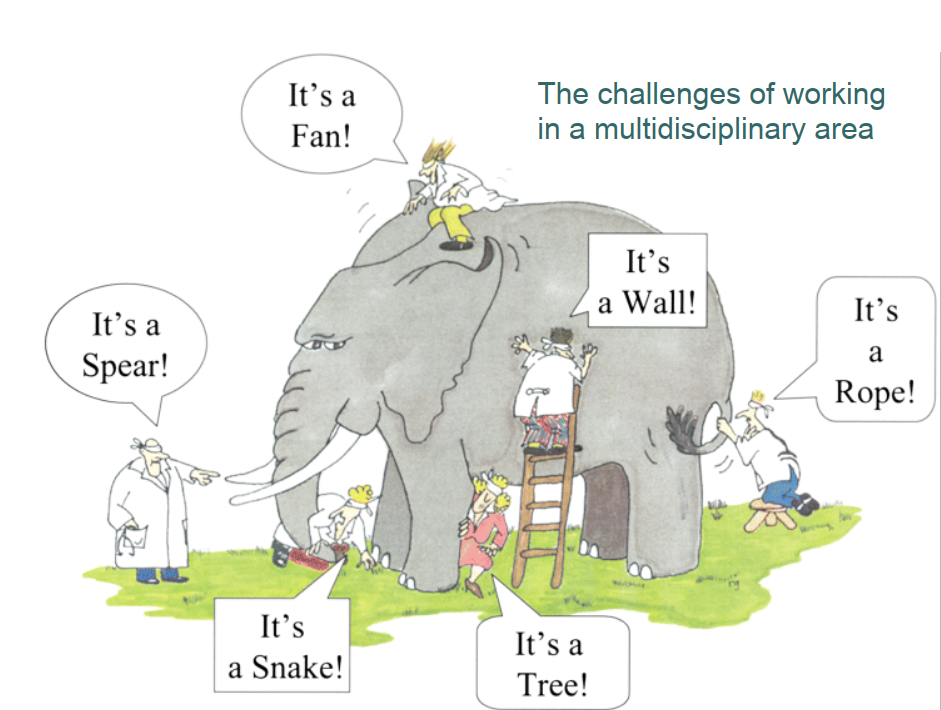 The challenges of working
in a multidisciplinary area
It's a
Fan!
It's
a Wall!
It's a
Spear!
It's
a
Rope!
It's
a Snake!
It's a
Tree!